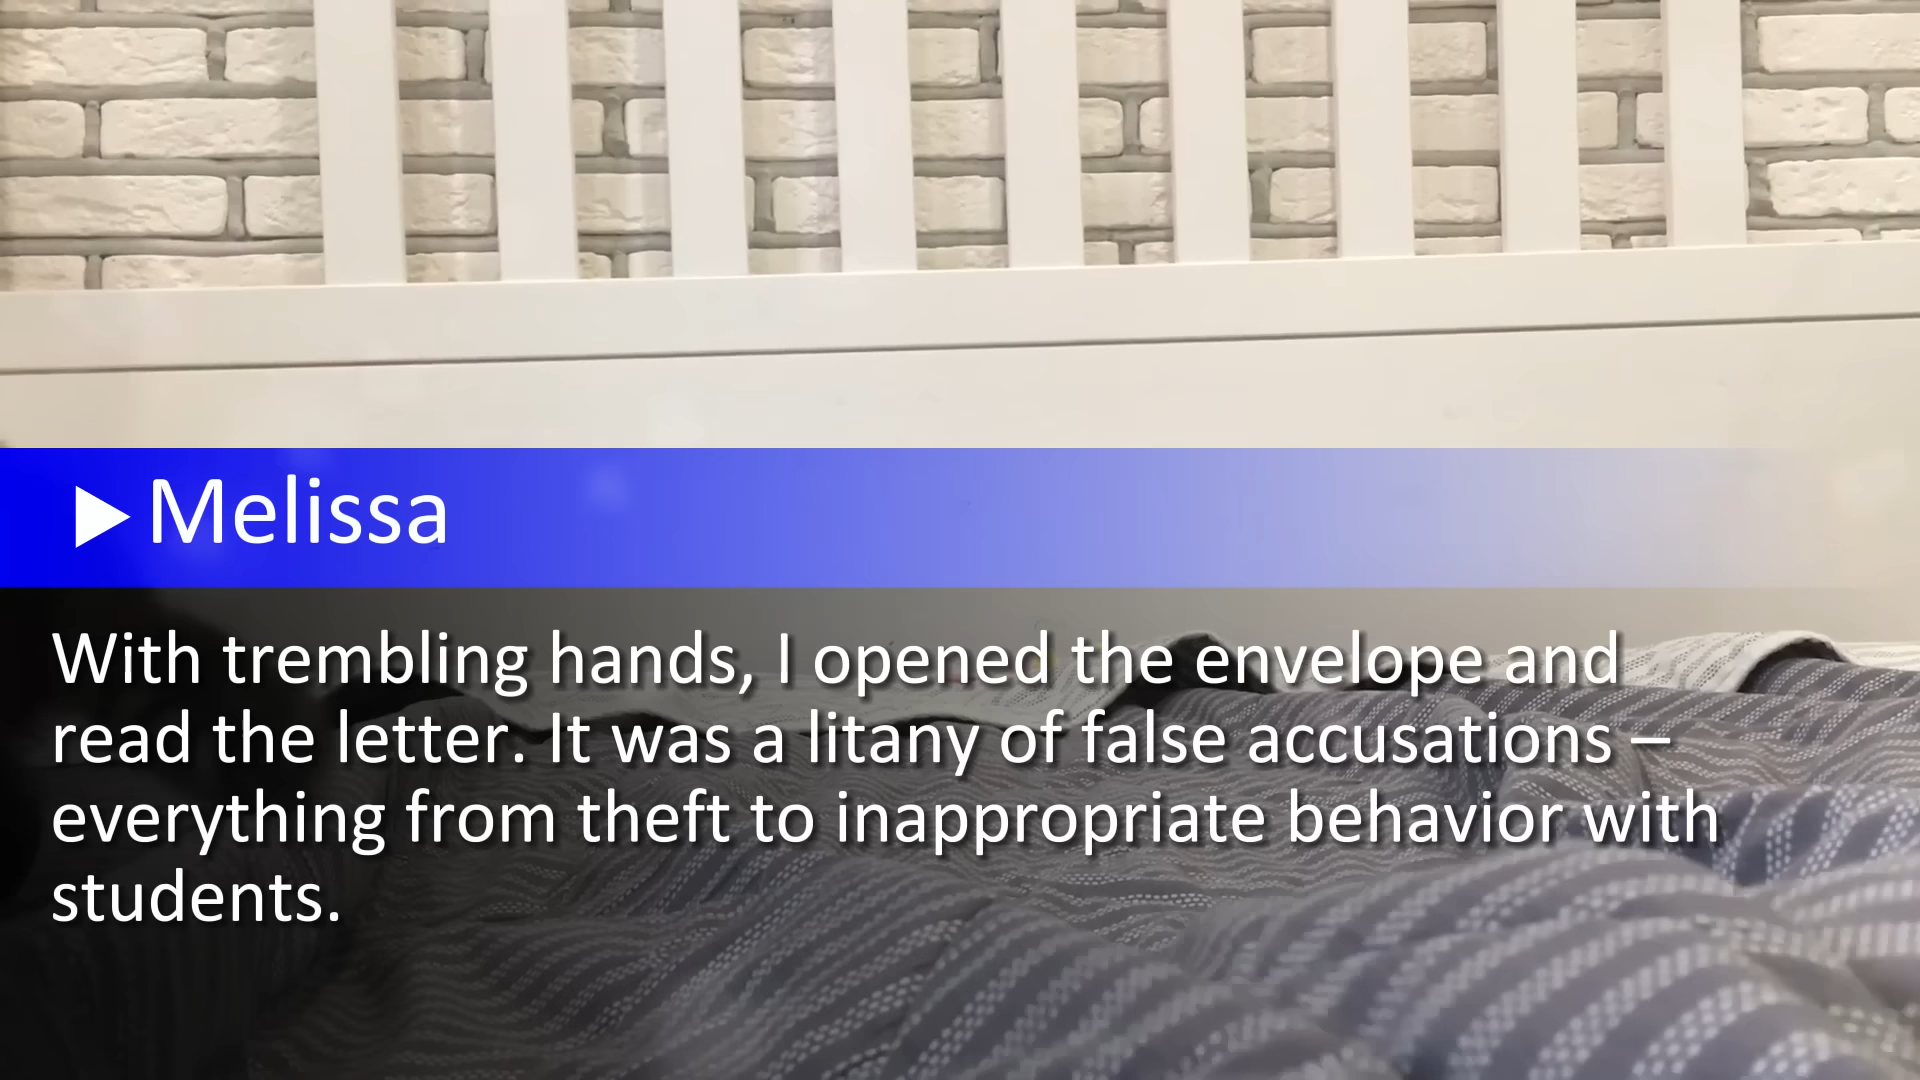 Melissa
With trembling hands, I opened the envelope and
read the letter. It was a litany of false accusations –
everything from theft to inappropriate behavior with
students.